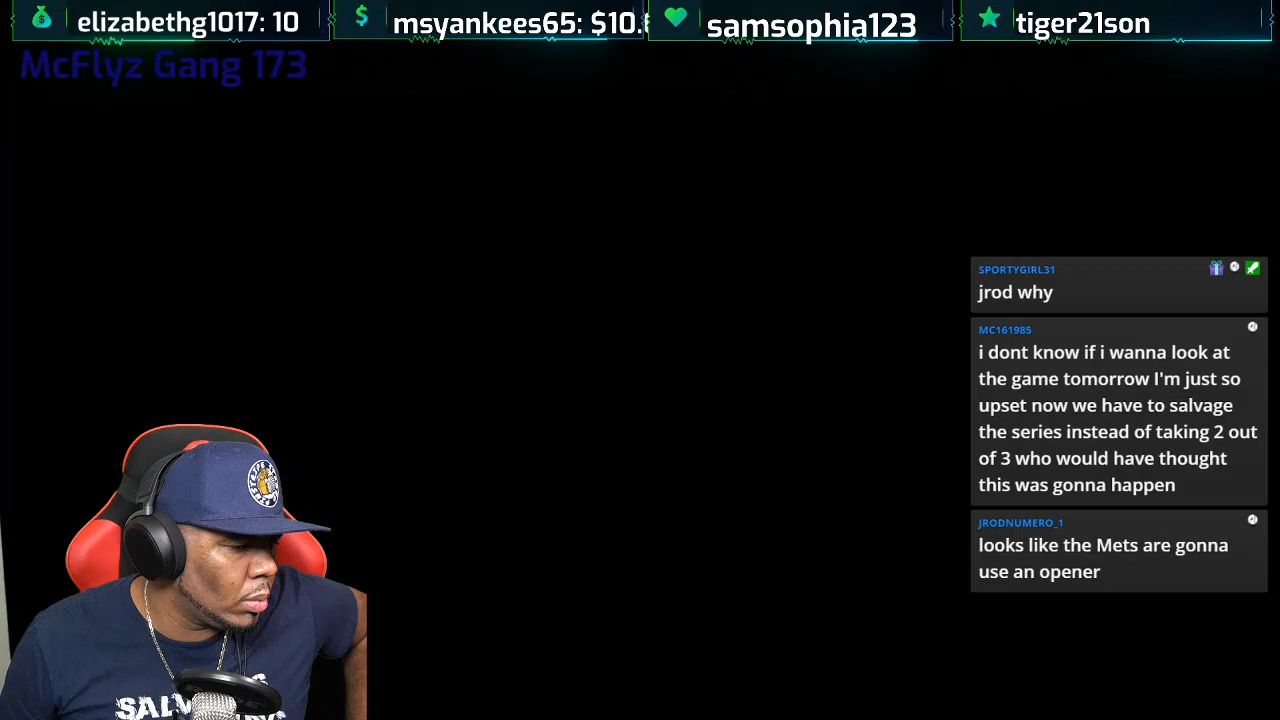 elizabethg1017: 10
msyankees65: $10.
samsophia123
tiger21son
McFlyz Gang 173
SPORTYGIRL31
jrod why
MC161985
i dont know if i wanna look at
the game tomorrow I'm just so
upset now we have to salvage
the series instead of taking 2 out
of 3 who would have thought
this was gonna happen
JRODNUMERO_1
looks like the Mets are gonna
use an opener